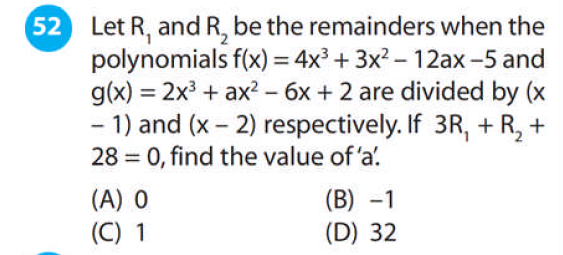 52 Let R₁ and R₂ be the remainders when the
polynomials f(x) = 4x³ + 3x² – 12ax –5 and
g(x) = 2x³ + ax² – 6x + 2 are divided by (x
– 1) and (x – 2) respectively. If 3R₁ + R₂ +
28 = 0, find the value of 'a'.
(A) 0 (B) –1
(C) 1 (D) 32